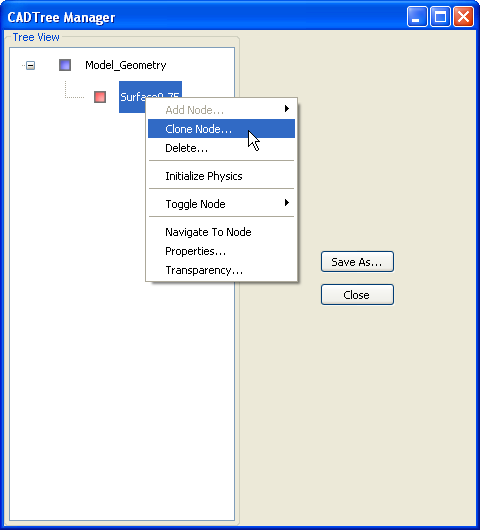 CADTree Manager
Tree View
Model_Geometry
Surface0.75
Add Node...
Clone Node...
Delete...
Initialize Physics
Toggle Node
Navigate To Node
Properties...
Transparency...
Save As...
Close